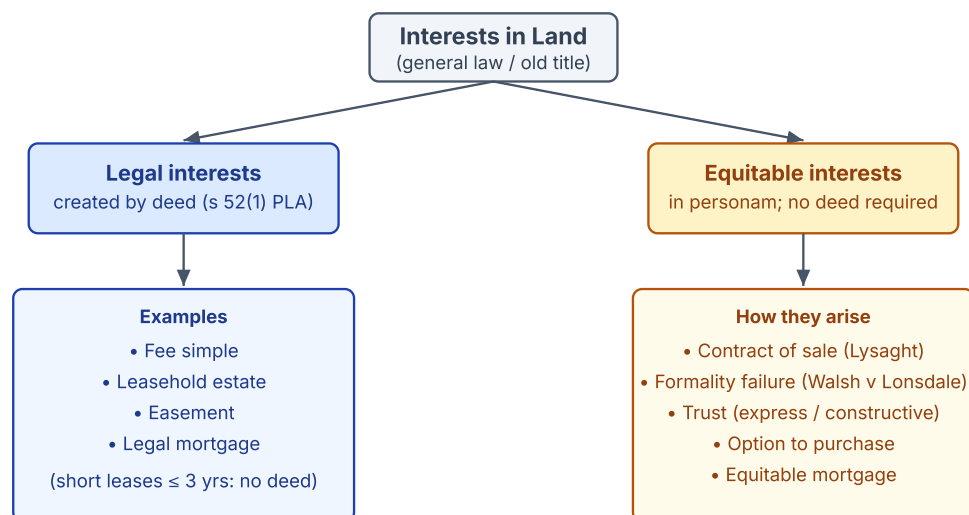 Interests in Land
(general law / old title)
Legal interests
created by deed (s 52(1) PLA)
Equitable interests
in personam; no deed required
Examples
• Fee simple
• Leasehold estate
• Easement
• Legal mortgage
(short leases ≤ 3 yrs: no deed)
How they arise
• Contract of sale (Lysaght)
• Formality failure (Walsh v Lonsdale)
• Trust (express / constructive)
• Option to purchase
• Equitable mortgage